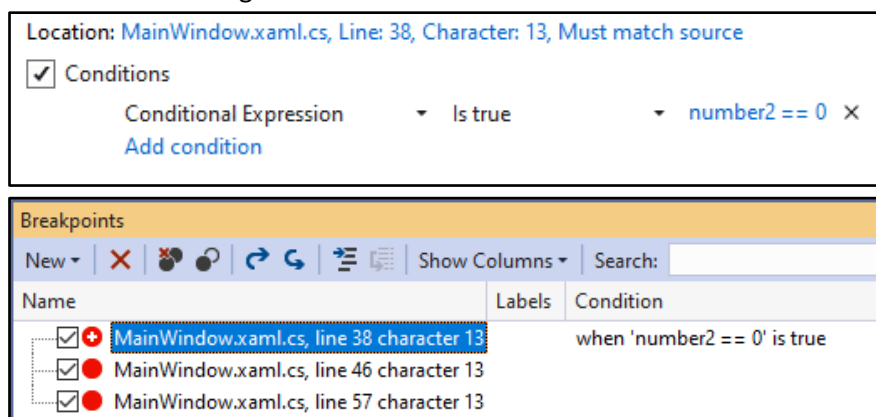 Location: MainWindow.xaml.cs, Line: 38, Character: 13, Must match source
Conditions
Conditional Expression Is true number2 == 0
Add condition
Breakpoints
New Show Columns Search:
Name Labels Condition
MainWindow.xaml.cs, line 38 character 13 when 'number2 == 0' is true
MainWindow.xaml.cs, line 46 character 13
MainWindow.xaml.cs, line 57 character 13